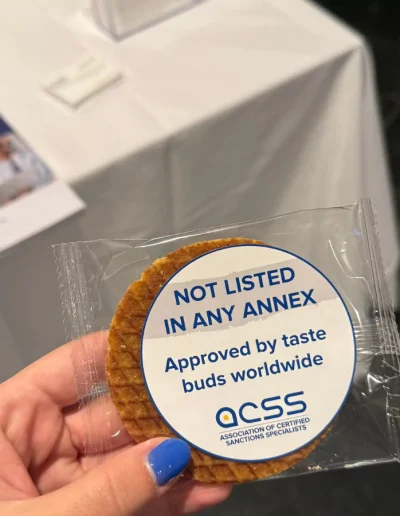 NOT LISTED
IN ANY ANNEX
Approved by taste
buds worldwide
acss
ASSOCIATION OF CERTIFIED
SANCTIONS SPECIALISTS